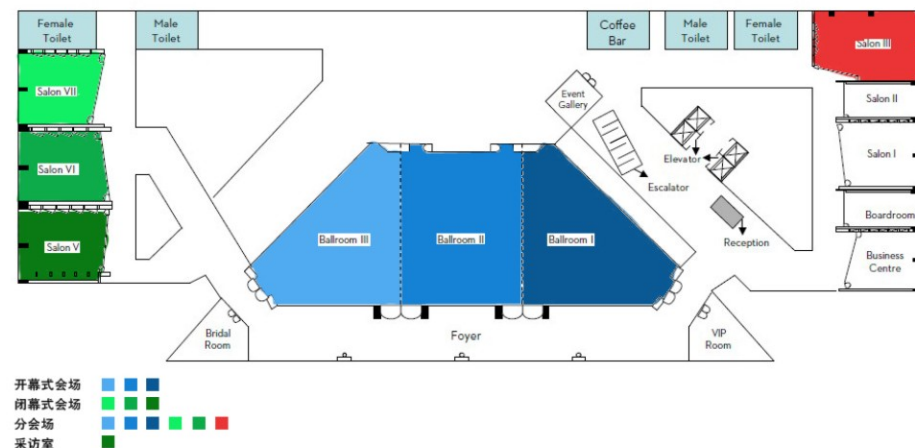 Female
Toilet
Male
Toilet
Coffee
Bar
Male
Toilet
Female
Toilet
Salon III
Salon VII
Event
Gallery
Salon II
Salon VI
Elevator
Salon I
Escalator
Salon V
Ballroom III
Ballroom II
Ballroom I
Reception
Boardroom
Business
Centre
Bridal
Room
Foyer
VIP
Room
开幕式会场
闭幕式会场
分会场
采访室